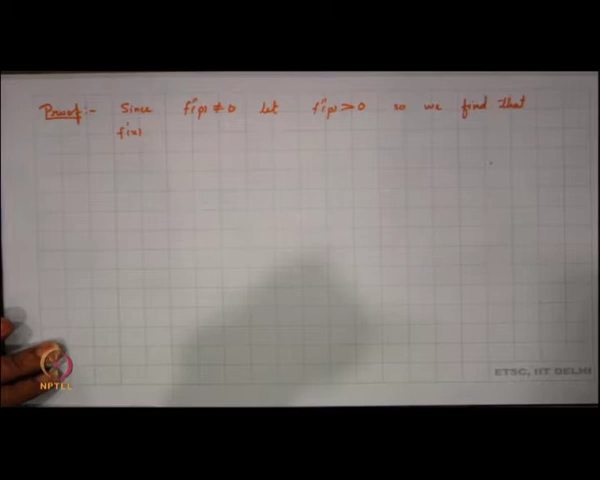 Proof:- Since f''(p) ≠ 0 let f''(p) > 0 so we find that
f'(x)
NPTEL
ETSC, IIT DELHI